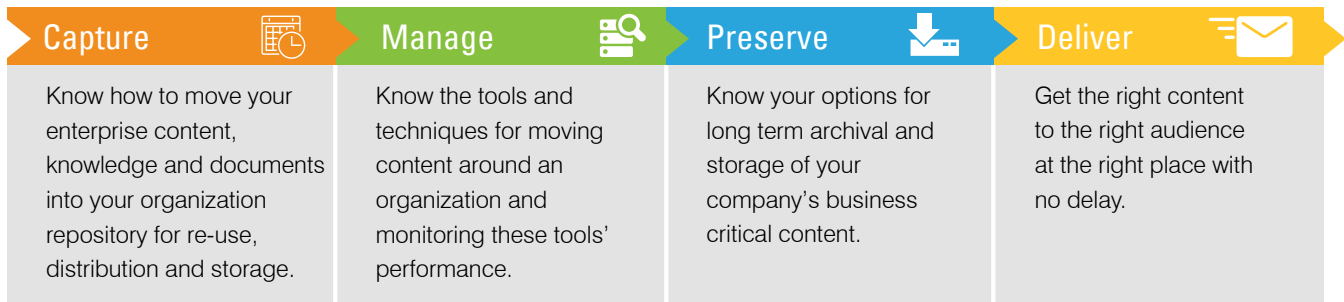 Capture
Know how to move your
enterprise content,
knowledge and documents
into your organization
repository for re-use,
distribution and storage.
Manage
Know the tools and
techniques for moving
content around an
organization and
monitoring these tools’
performance.
Preserve
Know your options for
long term archival and
storage of your
company’s business
critical content.
Deliver
Get the right content
to the right audience
at the right place with
no delay.